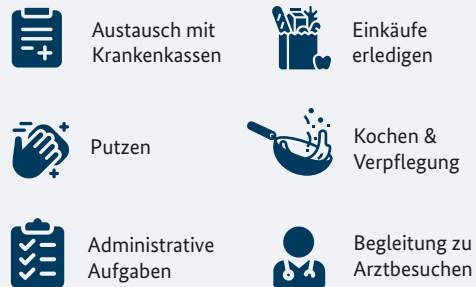 Austausch mit
Krankenkassen
Einkäufe
erledigen
Putzen
Kochen &
Verpflegung
Administrative
Aufgaben
Begleitung zu
Arztbesuchen